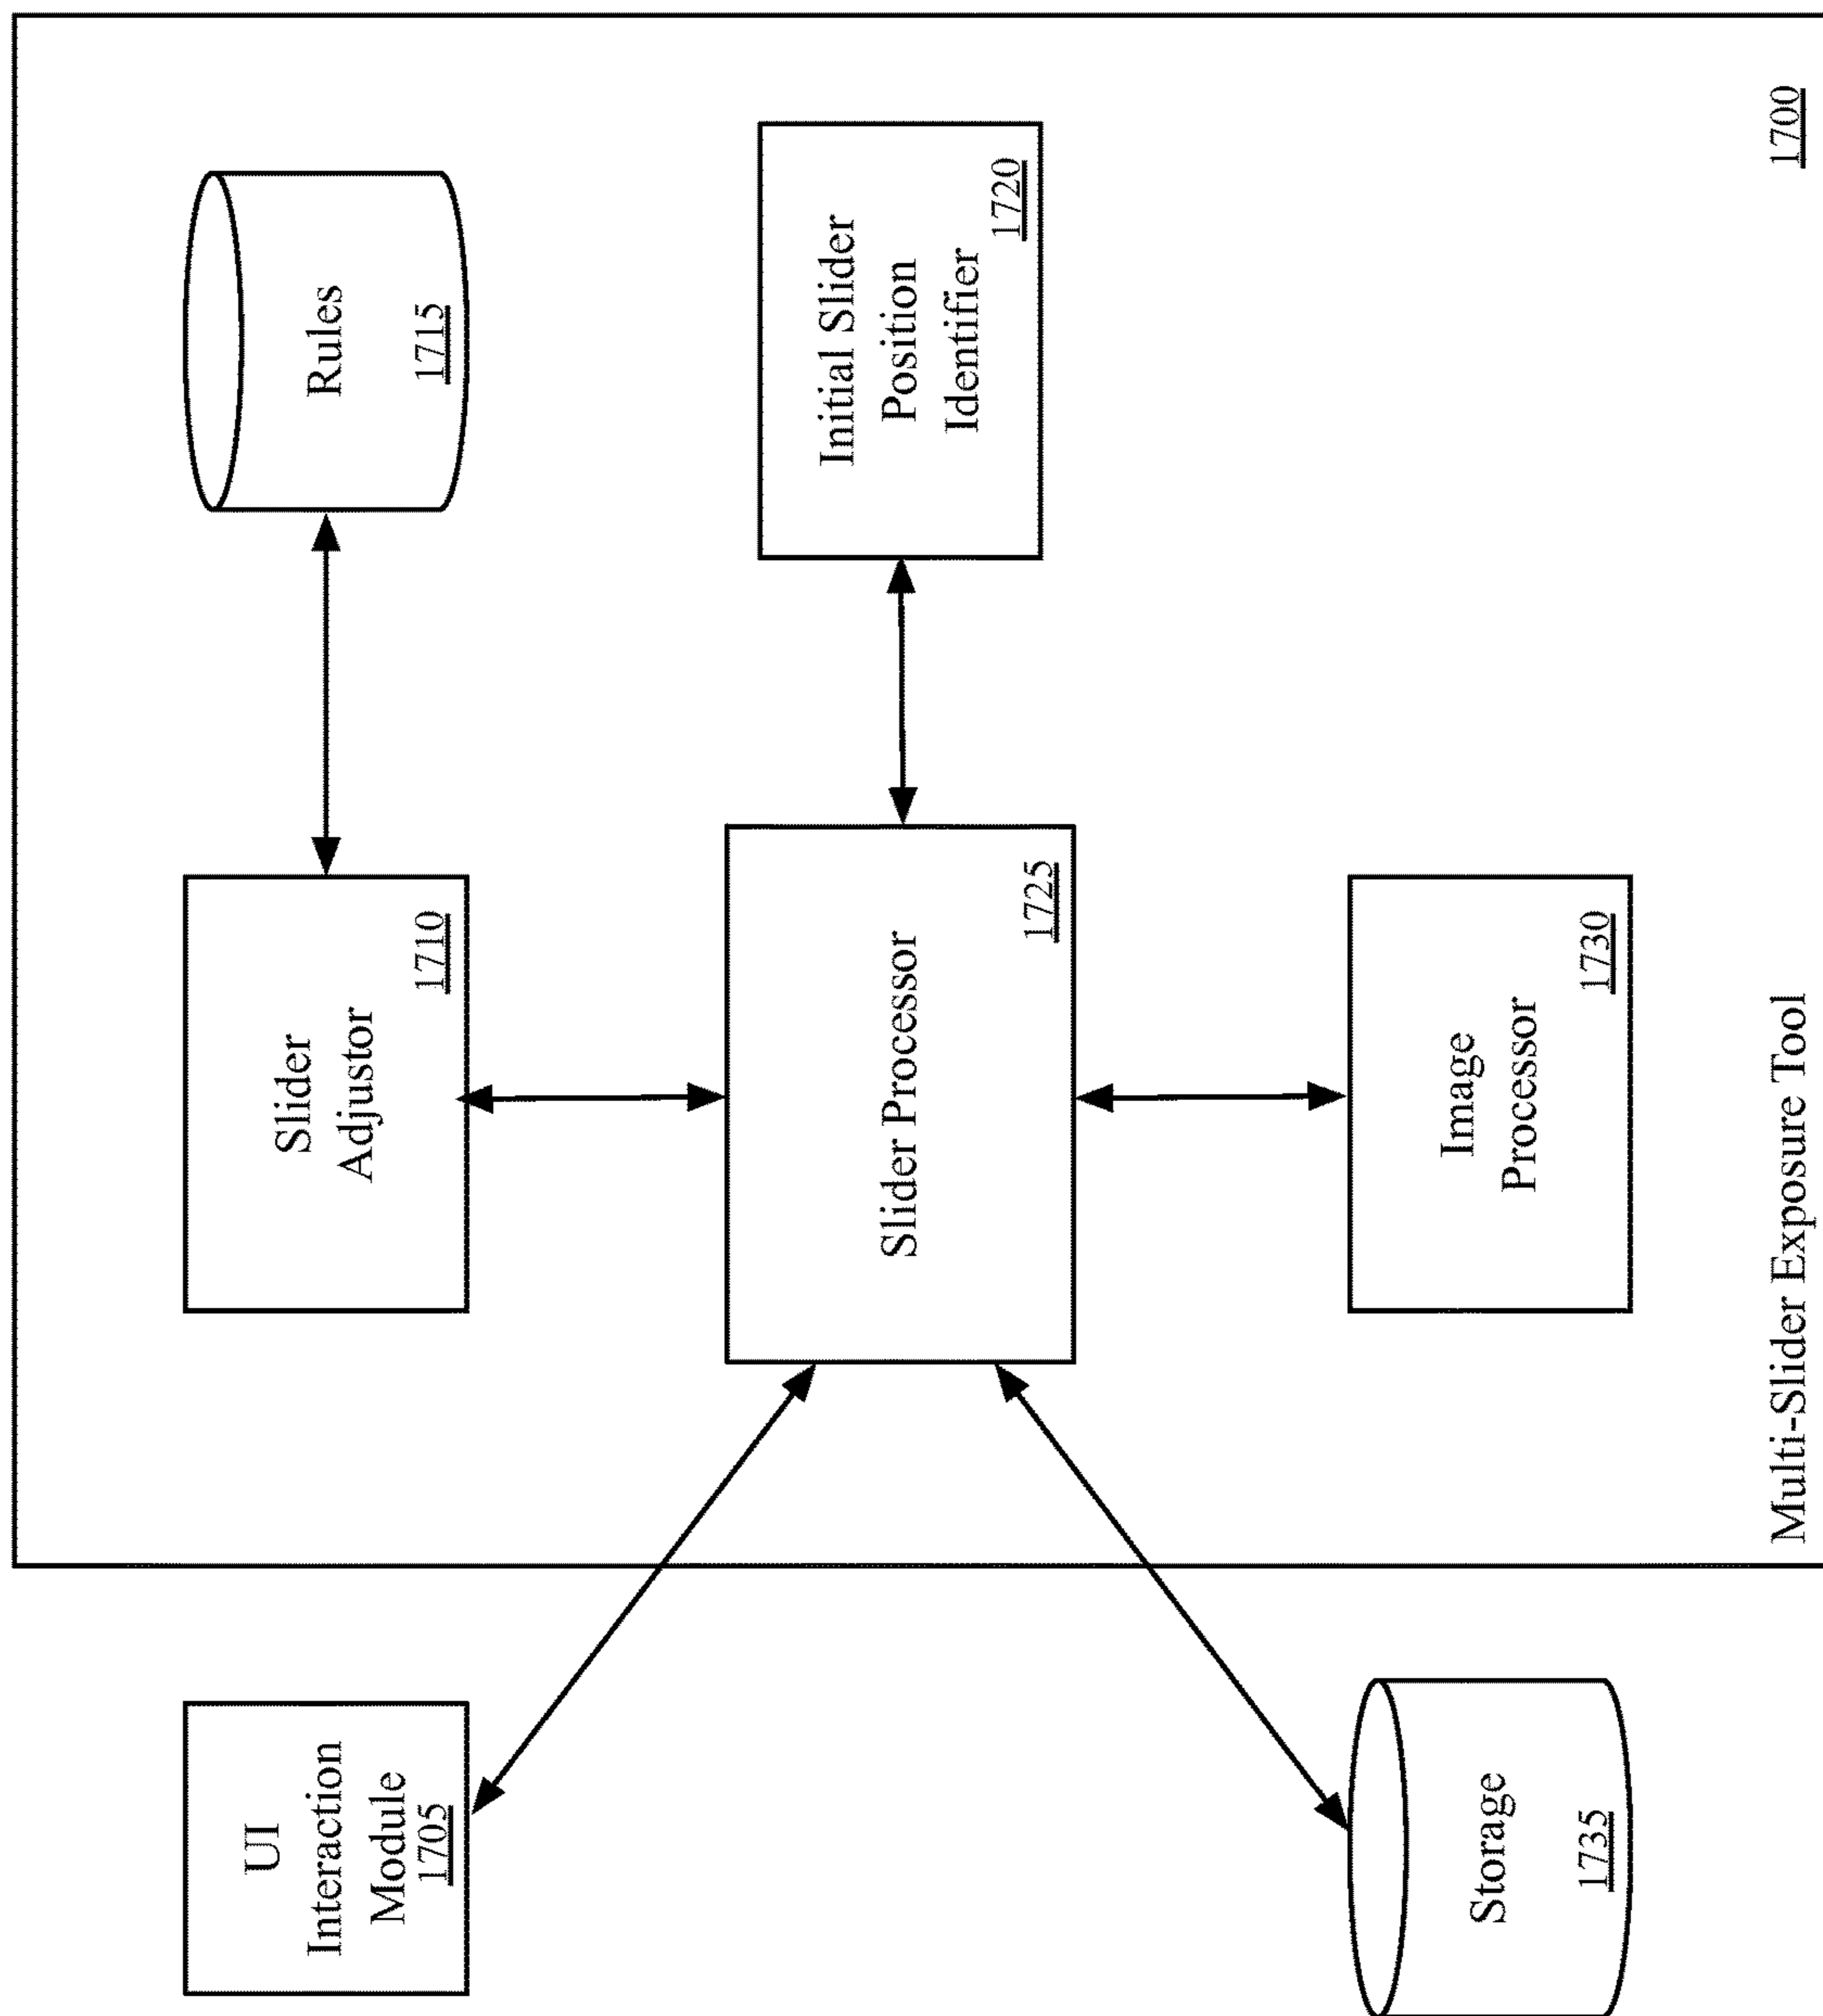 UI
Interaction
Module
1705
Slider
Adjustor
1710
Rules
1715
Slider Processor
1725
Initial Slider
Position
Identifier
1720
Storage
1735
Image
Processor
1730
Multi-Slider Exposure Tool
1700